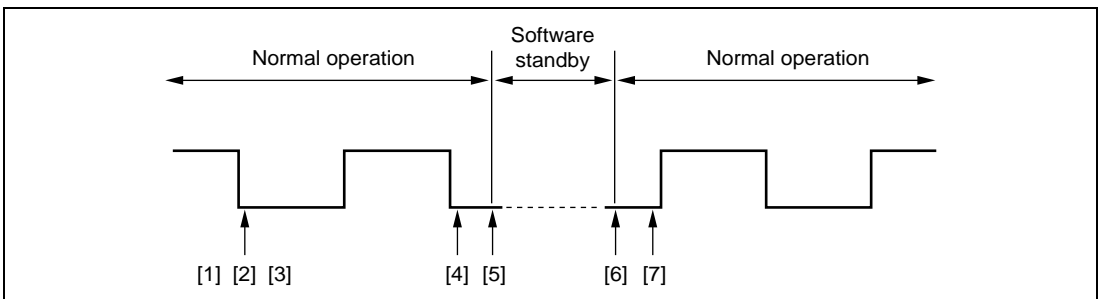 Software
standby
Normal operation
Normal operation
[1] [2] [3] [4] [5] [6] [7]